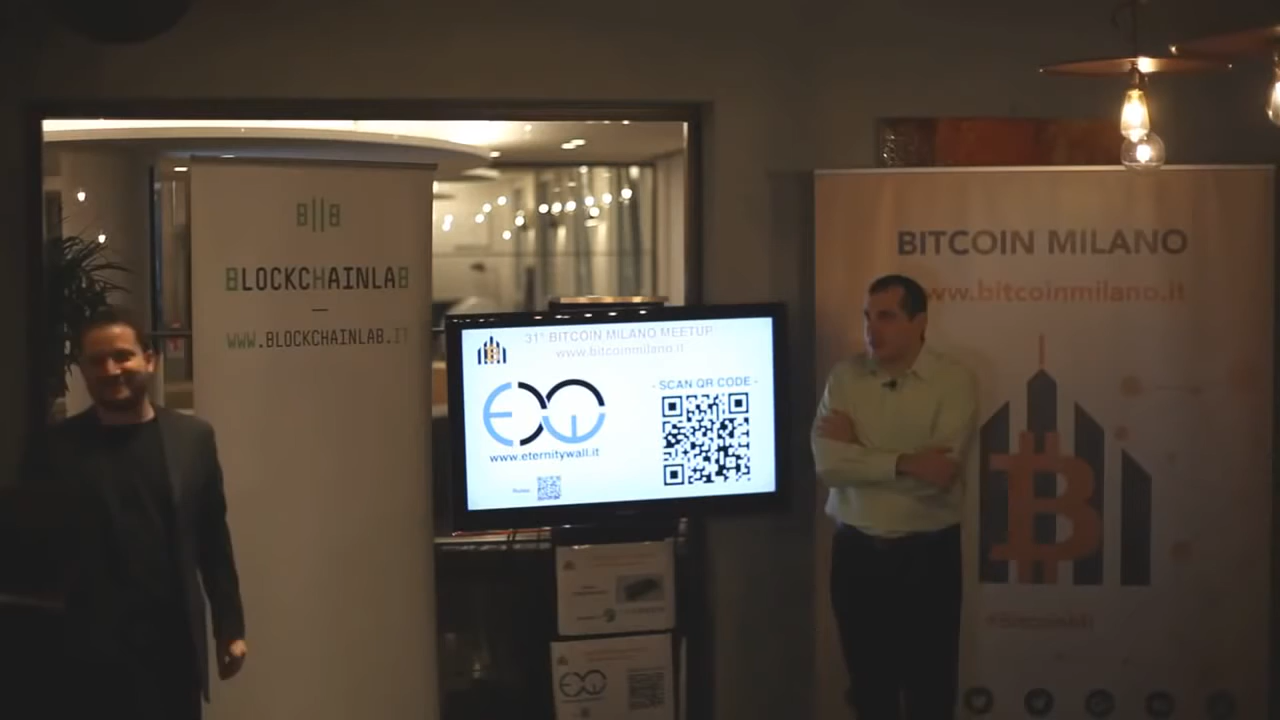 BLOCKCHAINLAB
WWW.BLOCKCHAINLAB.IT
31° BITCOIN MILANO MEETUP
www.bitcoinmilano.it
- SCAN QR CODE -
www.eternitywall.it
BITCOIN MILANO
www.bitcoinmilano.it